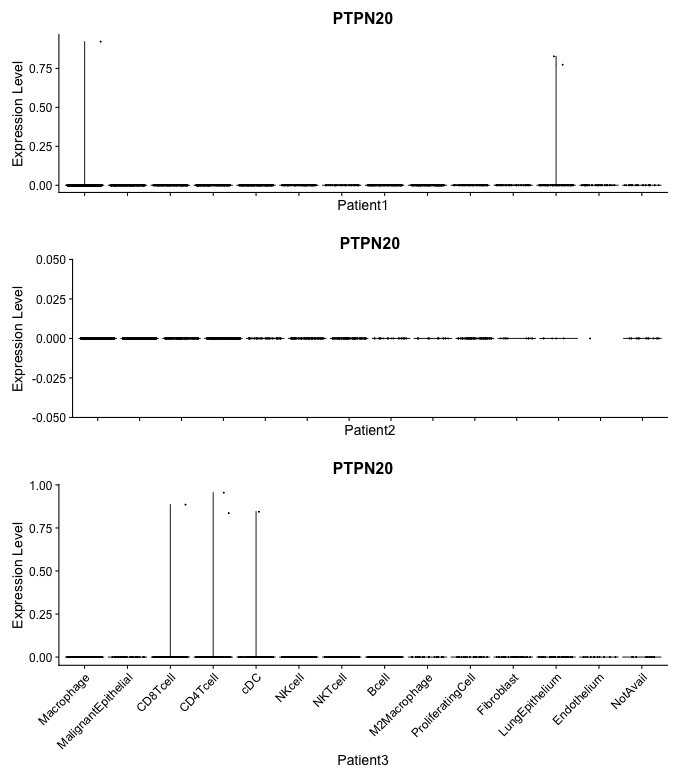 PTPN20
Expression Level
0.75
0.50
0.25
0.00
Patient1
PTPN20
Expression Level
0.050
0.025
0.000
-0.025
-0.050
Patient2
PTPN20
Expression Level
1.00
0.75
0.50
0.25
0.00
Macrophage
MalignantEpithelial
CD8Tcell
CD4Tcell
cDC
NKcell
NKTcell
Bcell
M2Macrophage
ProliferatingCell
Fibroblast
LungEpithelium
Endothelium
NotAvail
Patient3